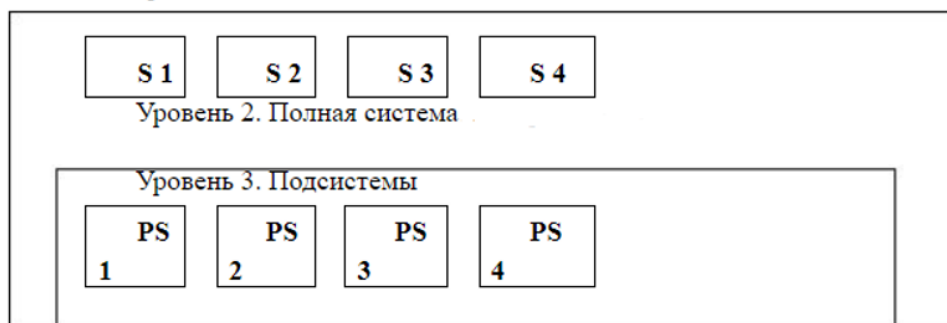 S 1 S 2 S 3 S 4
Уровень 2. Полная система
Уровень 3. Подсистемы
PS PS PS PS
1 2 3 4